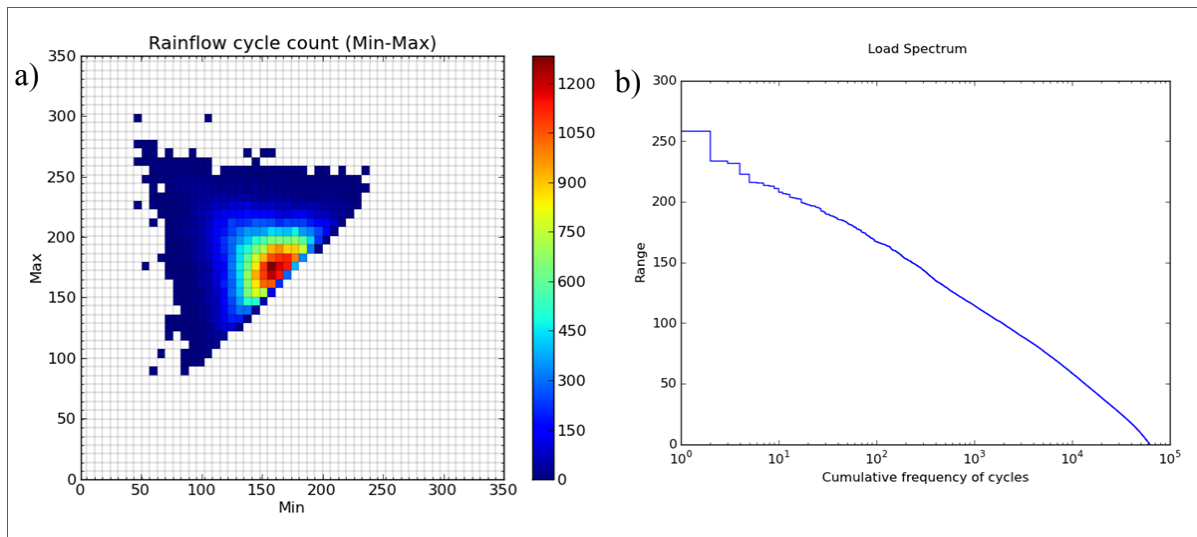 a)
Rainflow cycle count (Min-Max)
350
300
250
200
150
100
50
0
Max
0 50 100 150 200 250 300 350
Min
1200
1050
900
750
600
450
300
150
0
b)
Load Spectrum
300
250
200
150
100
50
0
Range
10^0 10^1 10^2 10^3 10^4 10^5
Cumulative frequency of cycles